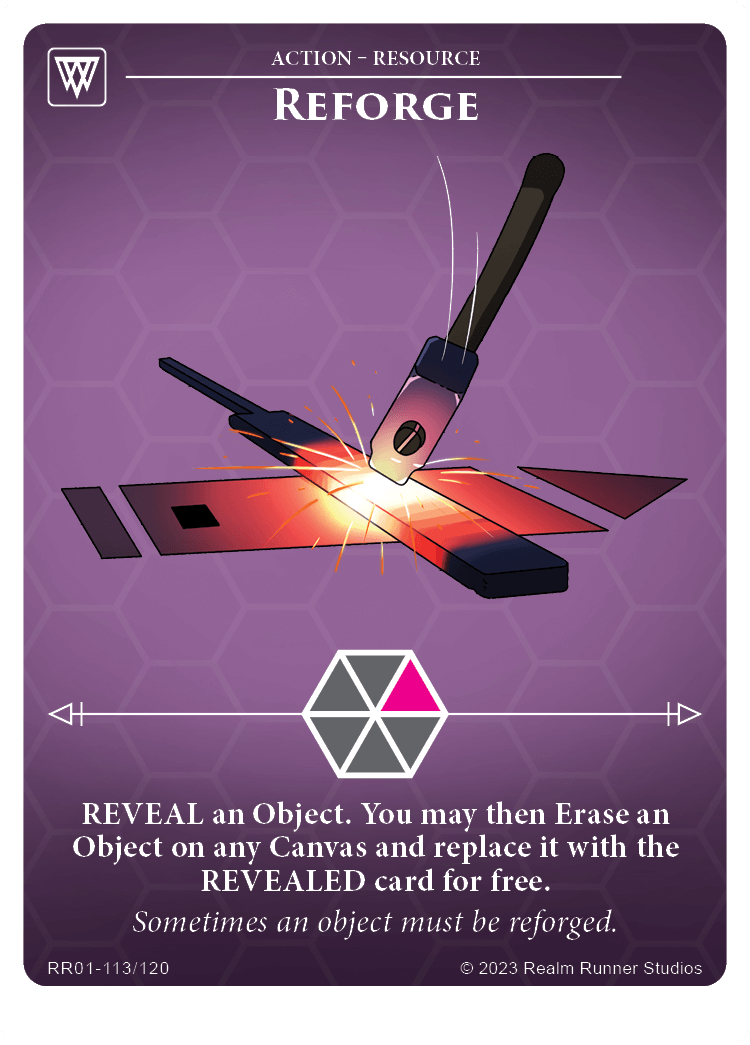 ACTION – RESOURCE
REFORGE
REVEAL an Object. You may then Erase an
Object on any Canvas and replace it with the
REVEALED card for free.
Sometimes an object must be reforged.
RR01-113/120
© 2023 Realm Runner Studios